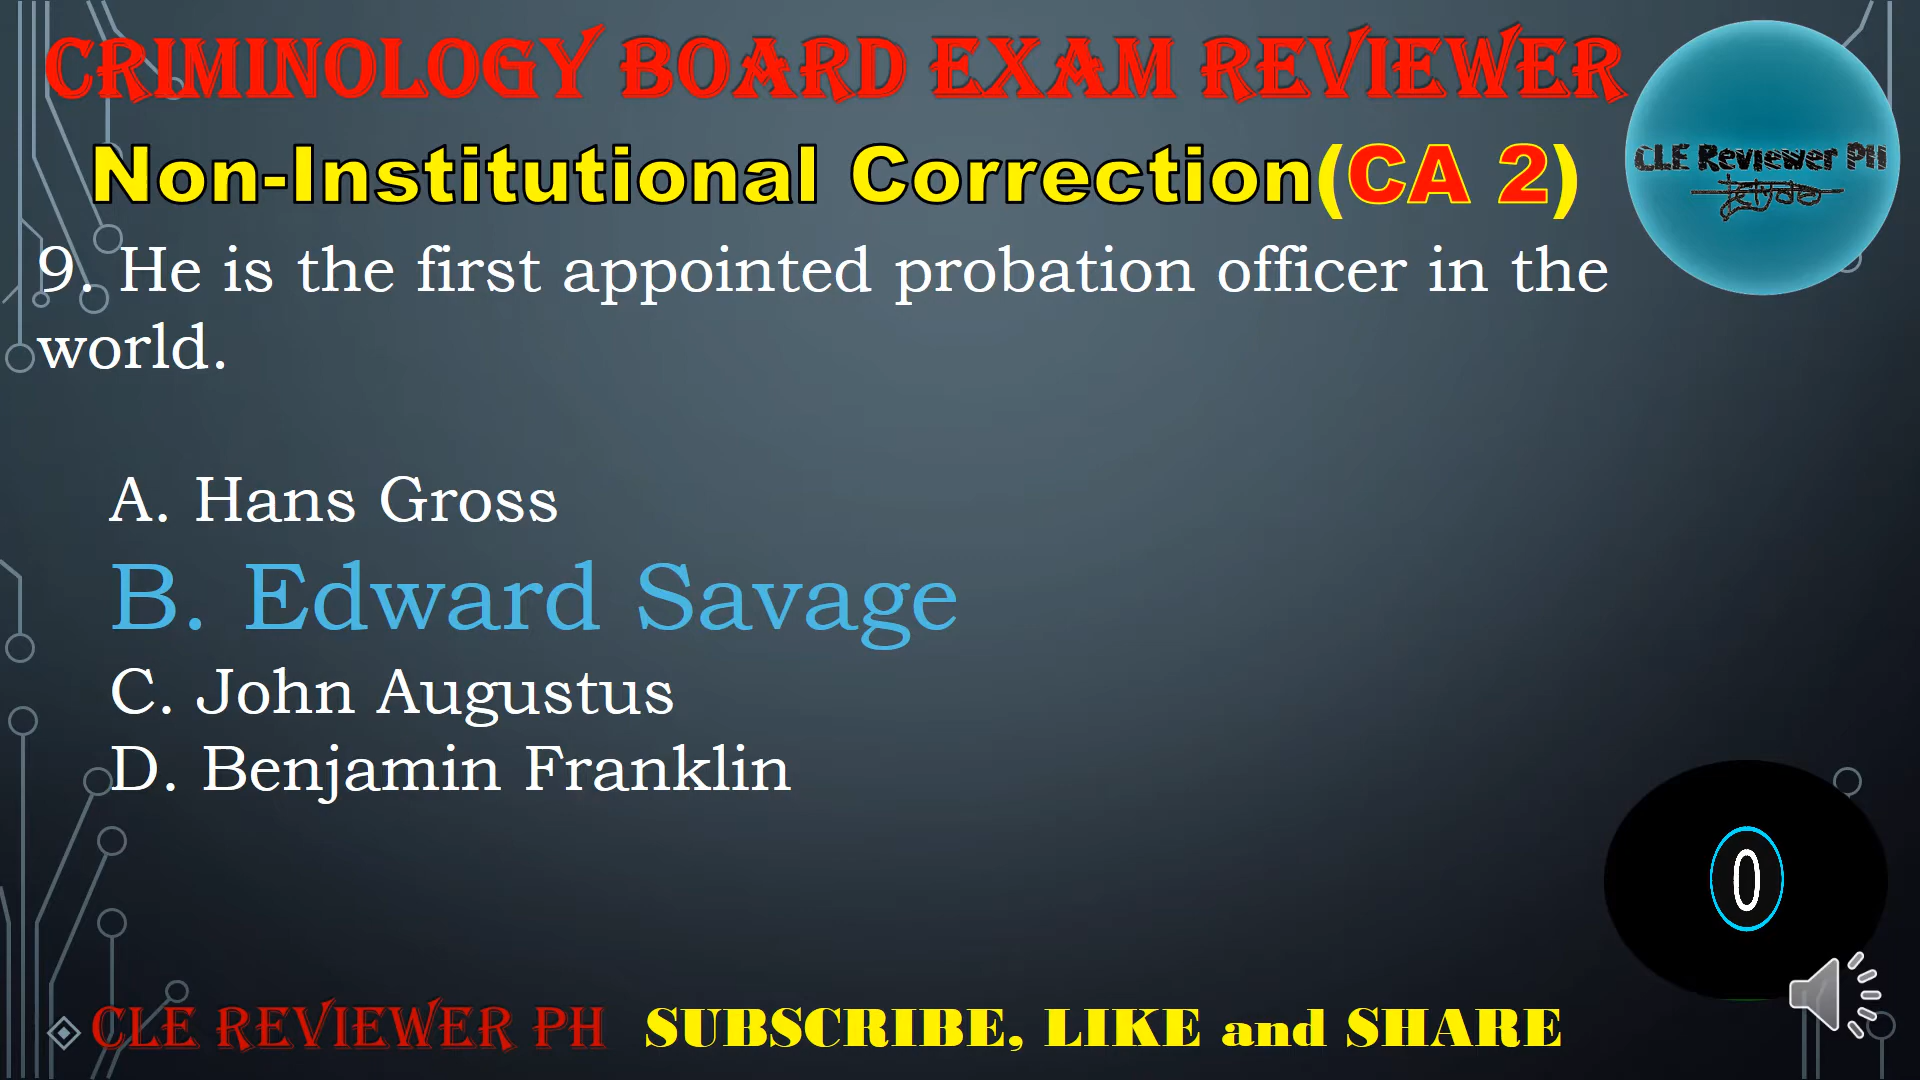 CRIMINOLOGY BOARD EXAM REVIEWER
Non-Institutional Correction(CA 2)
CLE Reviewer PH
9. He is the first appointed probation officer in the
world.
A. Hans Gross
B. Edward Savage
C. John Augustus
D. Benjamin Franklin
0
CLE REVIEWER PH SUBSCRIBE, LIKE and SHARE